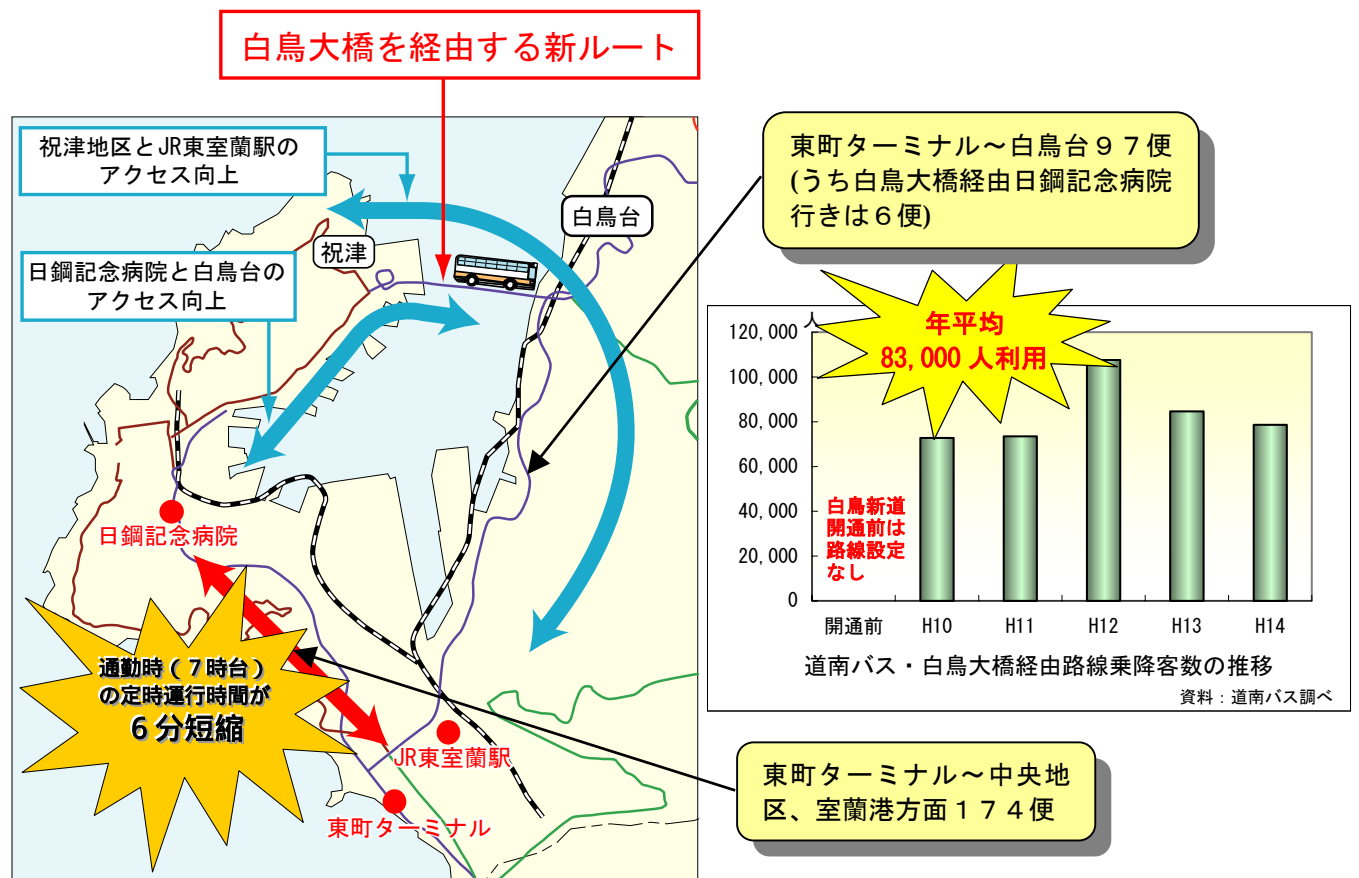 白鳥大橋を経由する新ルート
祝津地区とJR東室蘭駅の
アクセス向上
白鳥台
祝津
日鋼記念病院と白鳥台の
アクセス向上
日鋼記念病院
通勤時(７時台)
の定時運行時間が
６分短縮
JR東室蘭駅
東町ターミナル
東町ターミナル～白鳥台９７便
(うち白鳥大橋経由日鋼記念病院
行きは６便)
年平均
83,000 人利用
人
120,000
100,000
80,000
60,000
40,000
20,000
0
白鳥新道
開通前は
路線設定
なし
開通前 H10 H11 H12 H13 H14
道南バス・白鳥大橋経由路線乗降客数の推移
資料：道南バス調べ
東町ターミナル～中央地
区、室蘭港方面１７４便